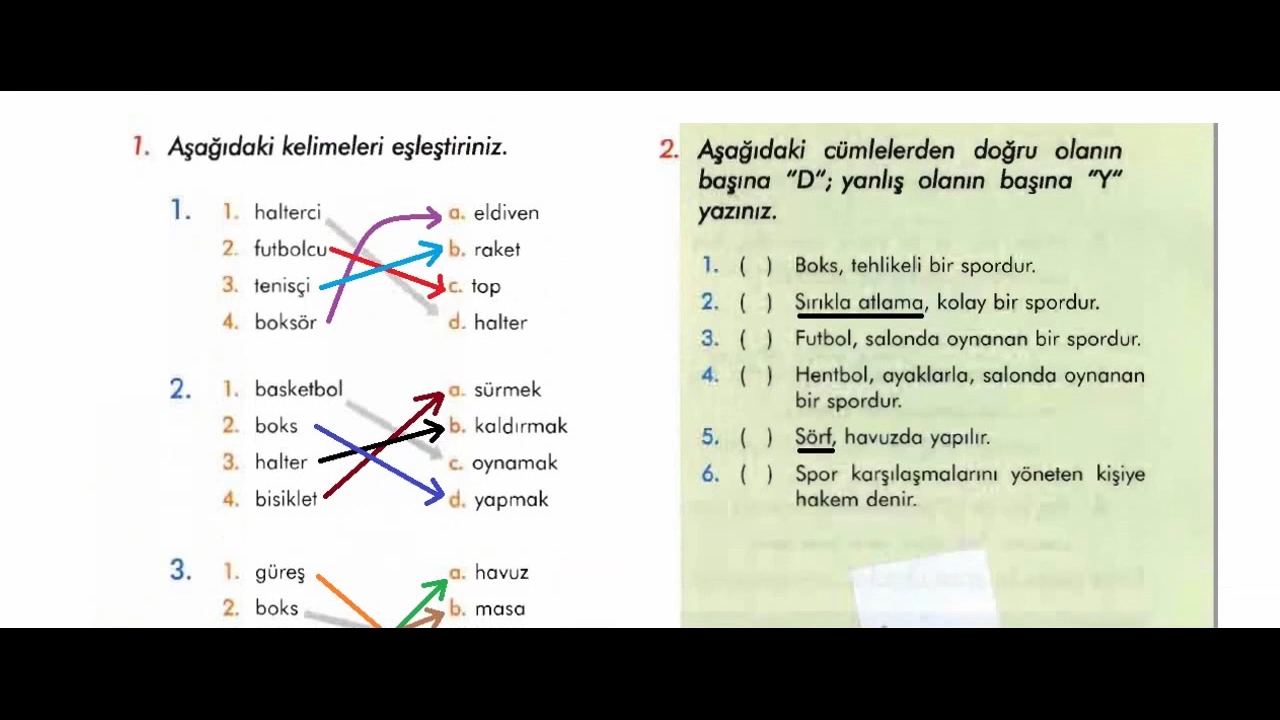 1. Aşağıdaki kelimeleri eşleştiriniz.
1. 1. halterci a. eldiven
2. futbolcu b. raket
3. tenisçi c. top
4. boksör d. halter
2. 1. basketbol a. sürmek
2. boks b. kaldırmak
3. halter c. oynamak
4. bisiklet d. yapmak
3. 1. güreş a. havuz
2. boks b. masa
2. Aşağıdaki cümlelerden doğru olanın
başına “D”; yanlış olanın başına “Y”
yazınız.
1. ( ) Boks, tehlikeli bir spordur.
2. ( ) Sırıkla atlama, kolay bir spordur.
3. ( ) Futbol, salonda oynanan bir spordur.
4. ( ) Hentbol, ayaklarla, salonda oynanan
bir spordur.
5. ( ) Sörf, havuzda yapılır.
6. ( ) Spor karşılaşmalarını yöneten kişiye
hakem denir.